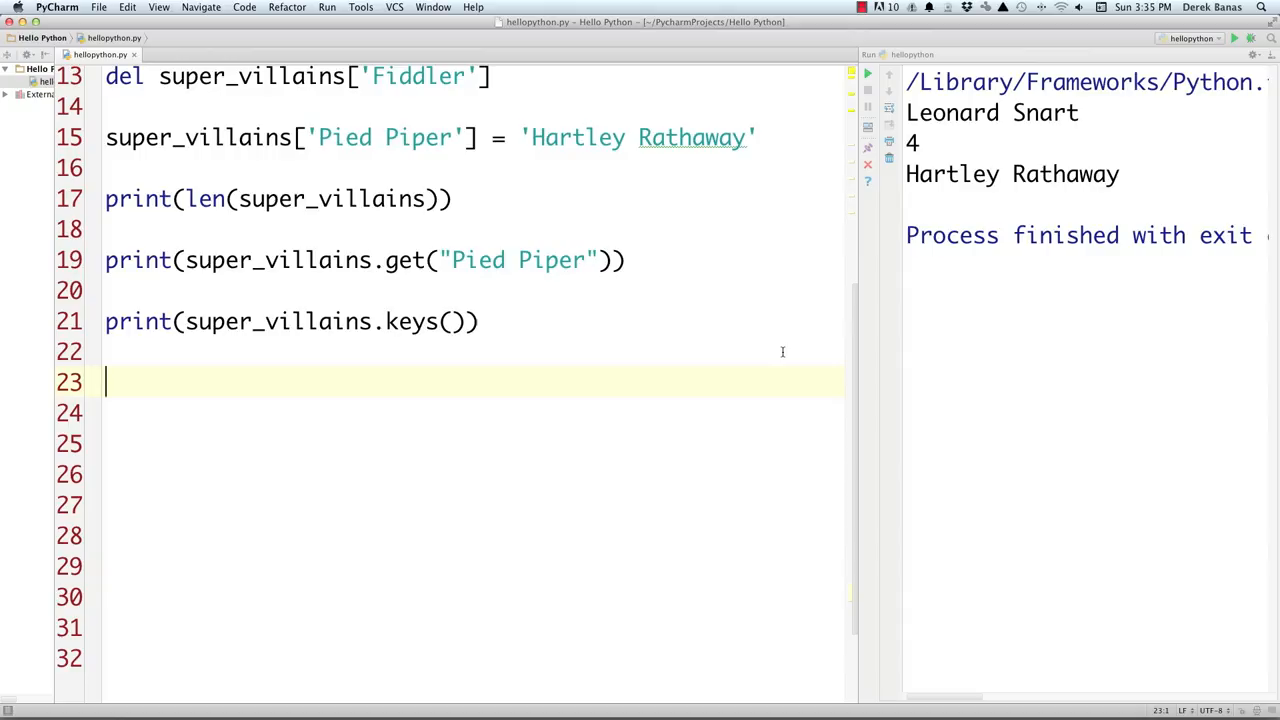 PyCharm File Edit View Navigate Code Refactor Run Tools VCS Window Help 10 Sun 3:35 PM Derek Banas
hellopython.py - Hello Python - [~/PycharmProjects/Hello Python]
Hello Python hellopython.py hellopython
hellopython.py Run hellopython
Hello P
hell
Externa
13 del super_villains['Fiddler']
14
15 super_villains['Pied Piper'] = 'Hartley Rathaway'
16
17 print(len(super_villains))
18
19 print(super_villains.get("Pied Piper"))
20
21 print(super_villains.keys())
22
23
24
25
26
27
28
29
30
31
32
/Library/Frameworks/Python.
Leonard Snart
4
Hartley Rathaway
Process finished with exit
23:1 LF UTF-8